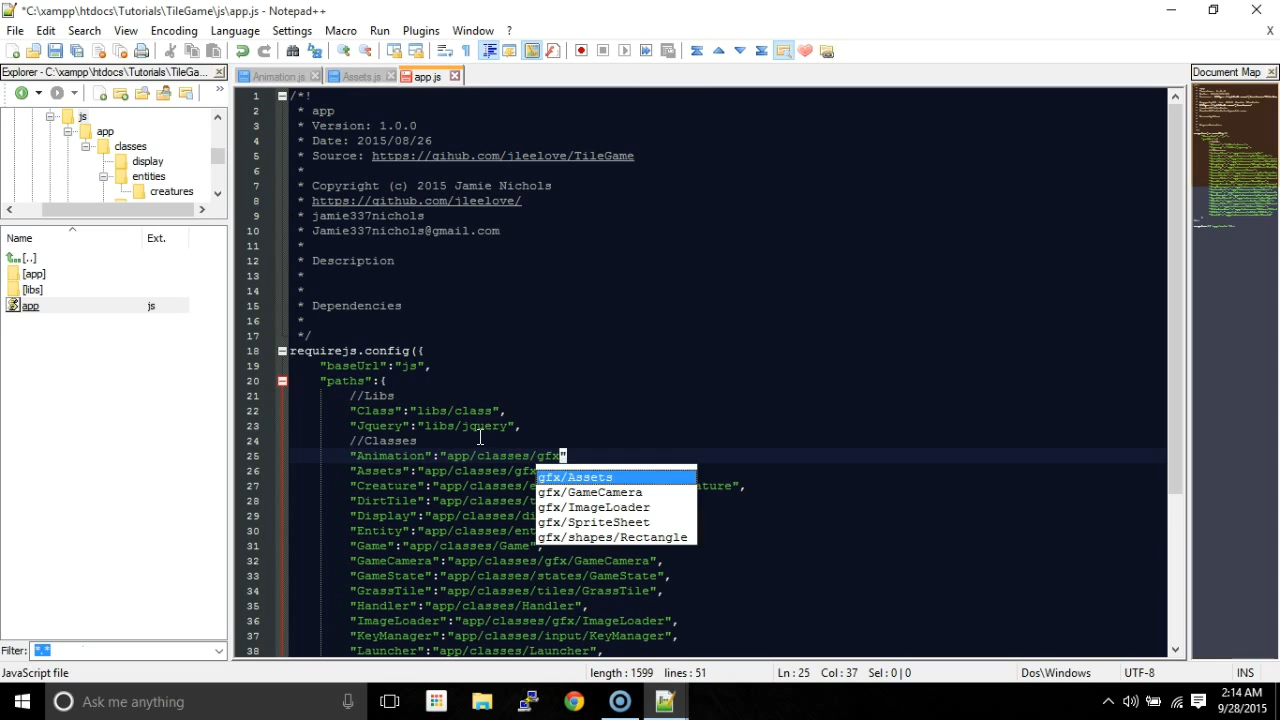 *C:\xampp\htdocs\Tutorials\TileGame\js\app.js - Notepad++
File Edit Search View Encoding Language Settings Macro Run Plugins Window ? X
Explorer - C:\xampp\htdocs\Tutorials\TileGa...
Animation.js Assets.js app.js
Document Map
js
app
classes
display
entities
creatures
Name Ext.
[..]
[app]
[libs]
app js
Filter: *.*
1 /*!
2 * app
3 * Version: 1.0.0
4 * Date: 2015/08/26
5 * Source: https://gihub.com/jleelove/TileGame
6 *
7 * Copyright (c) 2015 Jamie Nichols
8 * https://github.com/jleelove/
9 * jamie337nichols
10 * Jamie337nichols@gmail.com
11 *
12 * Description
13 *
14 *
15 * Dependencies
16 *
17 */
18 requirejs.config({
19 "baseUrl":"js",
20 "paths":{
21 //Libs
22 "Class":"libs/class",
23 "Jquery":"libs/jquery",
24 //Classes
25 "Animation":"app/classes/gfx"
26 "Assets":"app/classes/gfx
27 "Creature":"app/classes/e ature",
28 "DirtTile":"app/classes/t
29 "Display":"app/classes/di
30 "Entity":"app/classes/ent
31 "Game":"app/classes/Game",
32 "GameCamera":"app/classes/gfx/GameCamera",
33 "GameState":"app/classes/states/GameState",
34 "GrassTile":"app/classes/tiles/GrassTile",
35 "Handler":"app/classes/Handler",
36 "ImageLoader":"app/classes/gfx/ImageLoader",
37 "KeyManager":"app/classes/input/KeyManager",
38 "Launcher":"app/classes/Launcher",
gfx/Assets
gfx/GameCamera
gfx/ImageLoader
gfx/SpriteSheet
gfx/shapes/Rectangle
JavaScript file length : 1599 lines : 51 Ln : 25 Col : 37 Sel : 0 | 0 Dos\Windows UTF-8 INS
Ask me anything
2:14 AM
9/28/2015